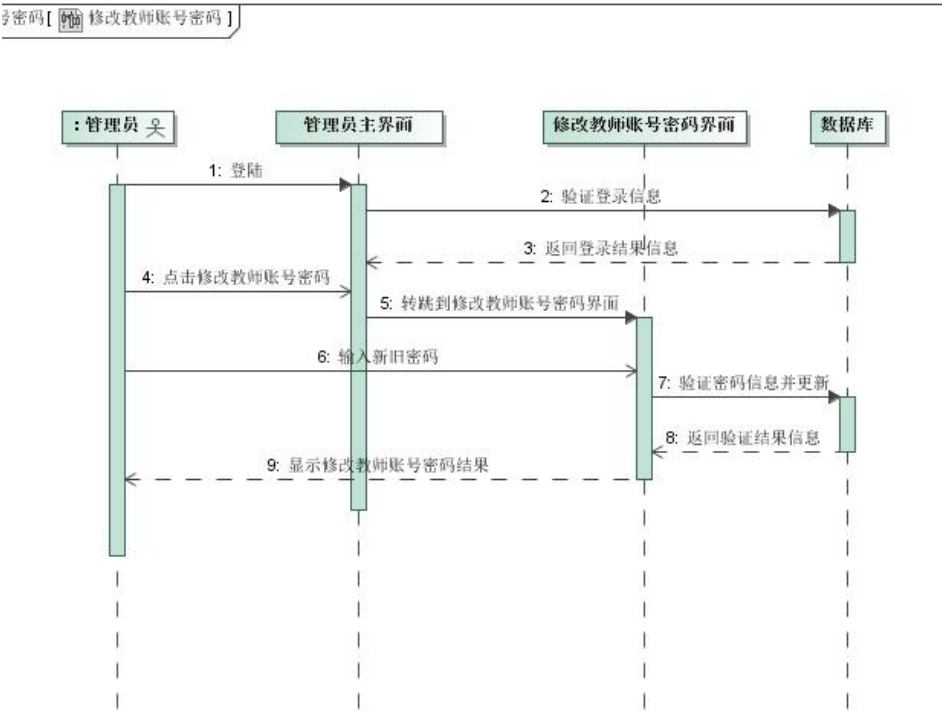 号密码[ 修改教师账号密码 ]
:管理员
管理员主界面
修改教师账号密码界面
数据库
1: 登陆
2: 验证登录信息
3: 返回登录结果信息
4: 点击修改教师账号密码
5: 转跳到修改教师账号密码界面
6: 输入新旧密码
7: 验证密码信息并更新
8: 返回验证结果信息
9: 显示修改教师账号密码结果